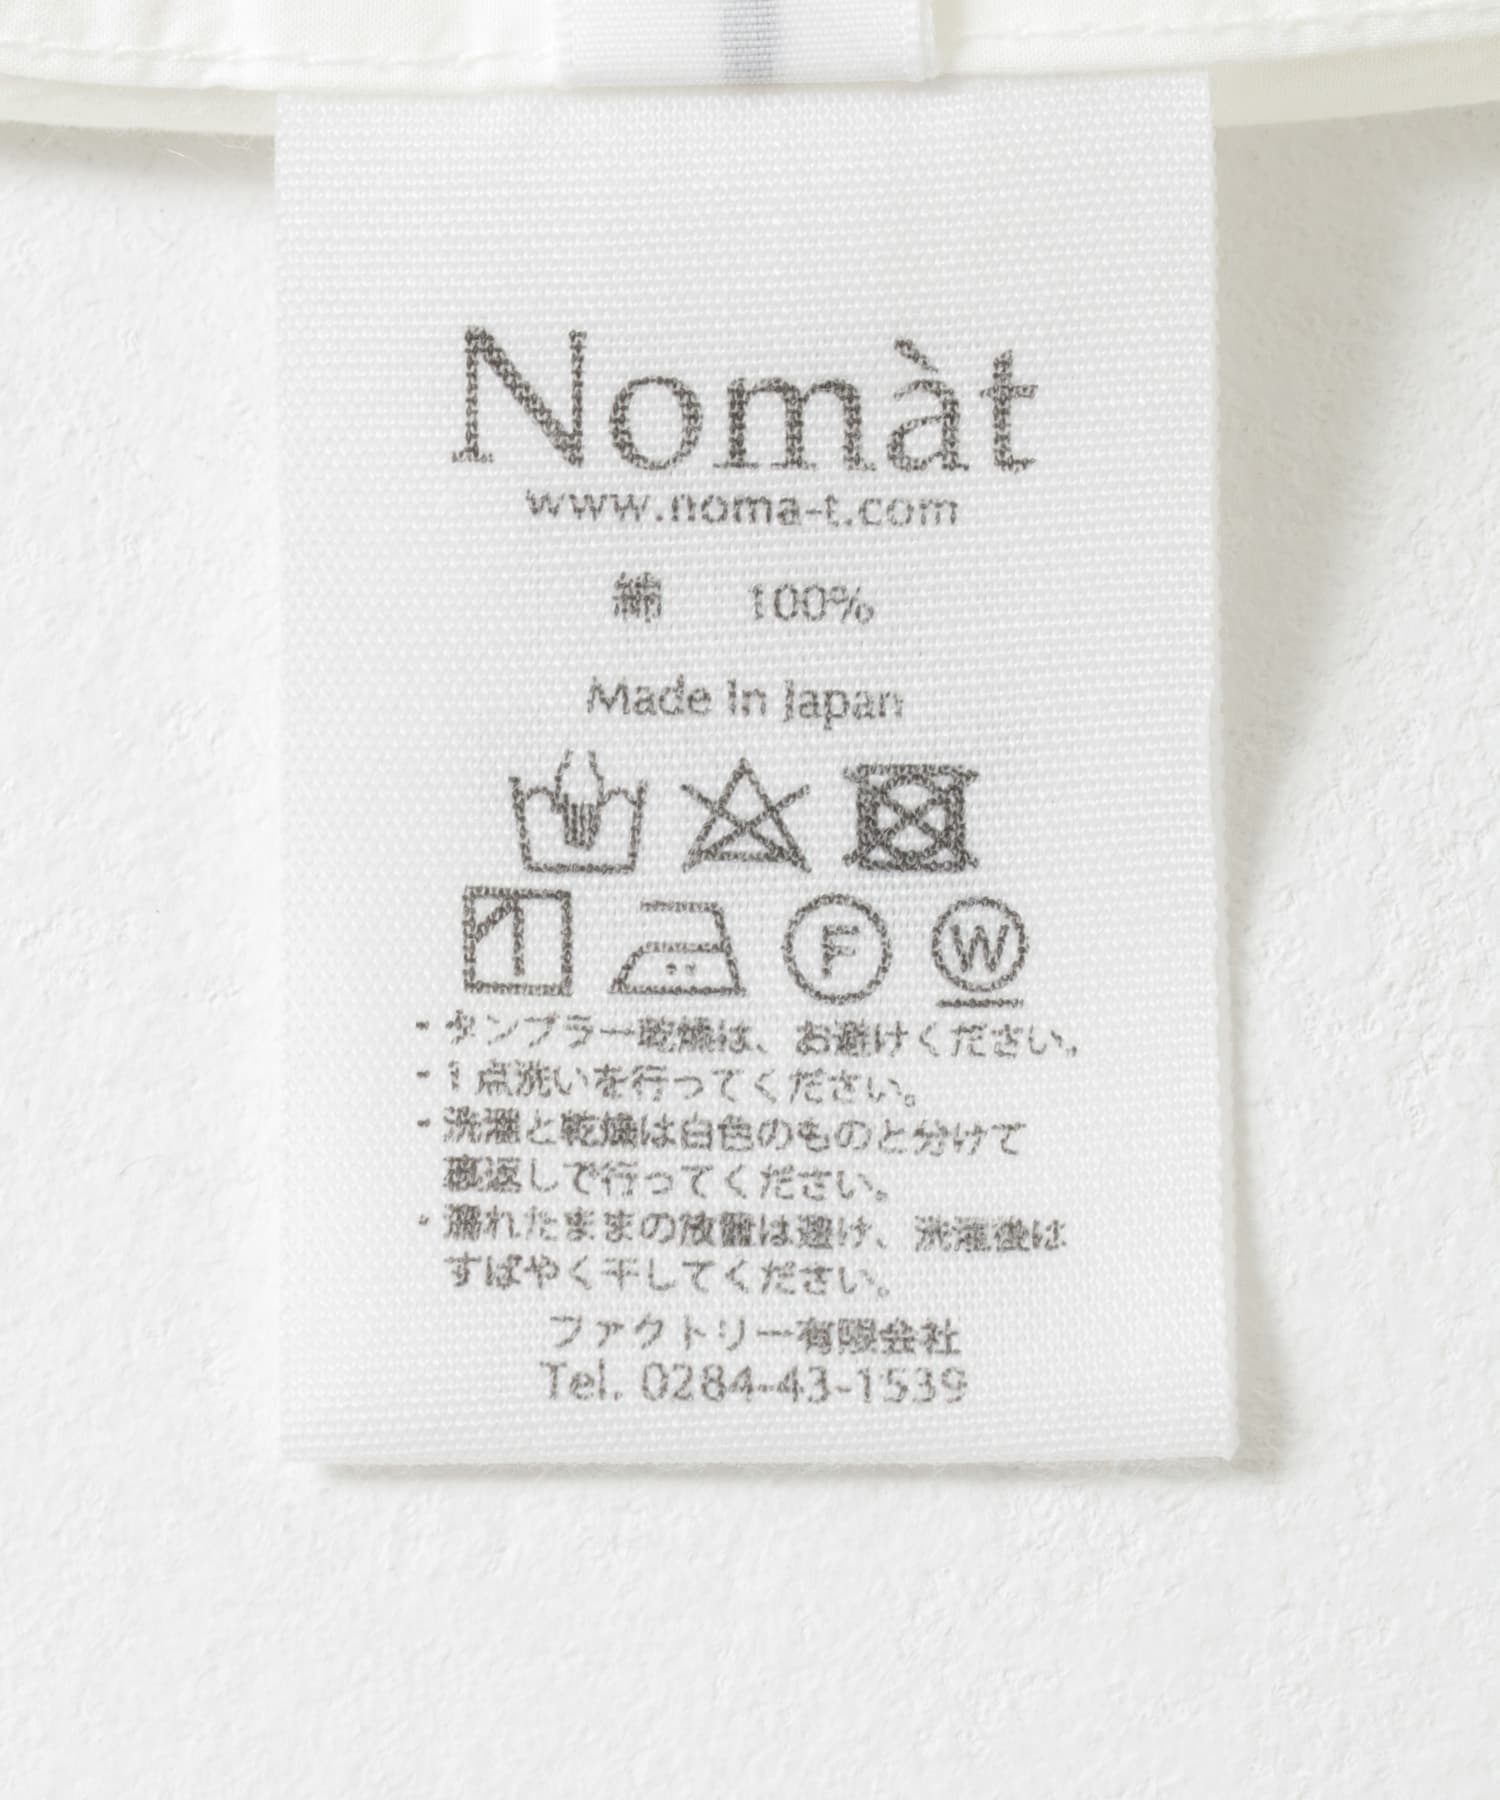 Nomàt
www.noma-t.com
綿 100%
Made In Japan
F W
・タンブラー乾燥は、お避けください。
・1点洗いを行ってください。
・洗濯と乾燥は白色のものと分けて
裏返しで行ってください。
・濡れたままの放置は避け、洗濯後は
すばやく干してください。
ファクトリー有限会社
Tel. 0284-43-1539